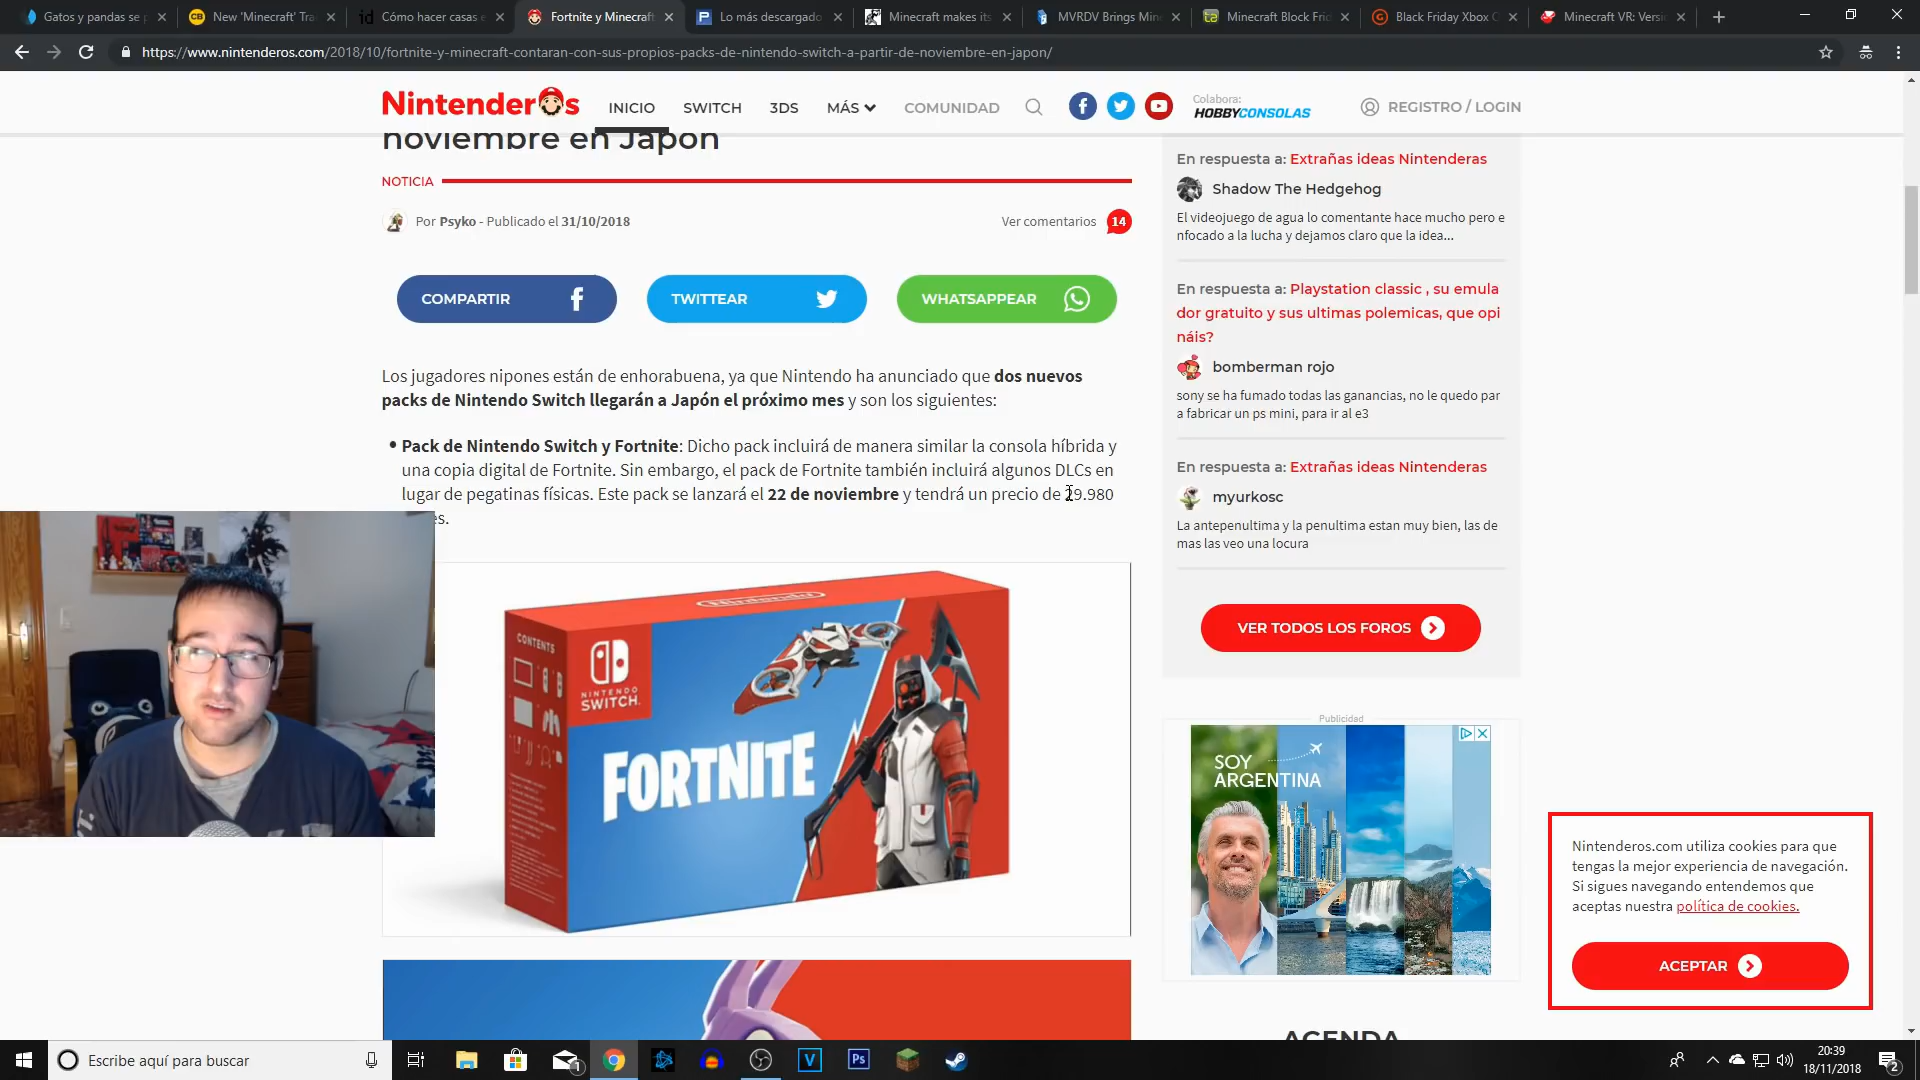 Gatos y pandas se p
New 'Minecraft' Tra
Cómo hacer casas e
Fortnite y Minecraft
Lo más descargado
Minecraft makes its
MVRDV Brings Min
Minecraft Block Frid
Black Friday Xbox G
Minecraft VR: Versi
https://www.nintenderos.com/2018/10/fortnite-y-minecraft-contaran-con-sus-propios-packs-de-nintendo-switch-a-partir-de-noviembre-en-japon/
Nintenderos
INICIO
SWITCH
3DS
MÁS
COMUNIDAD
Colabora:
HOBBYCONSOLAS
REGISTRO / LOGIN
noviembre en Japón
NOTICIA
Por Psyko - Publicado el 31/10/2018
Ver comentarios 14
COMPARTIR
TWITTEAR
WHATSAPPEAR
Los jugadores nipones están de enhorabuena, ya que Nintendo ha anunciado que dos nuevos
packs de Nintendo Switch llegarán a Japón el próximo mes y son los siguientes:
Pack de Nintendo Switch y Fortnite: Dicho pack incluirá de manera similar la consola híbrida y
una copia digital de Fortnite. Sin embargo, el pack de Fortnite también incluirá algunos DLCs en
lugar de pegatinas físicas. Este pack se lanzará el 22 de noviembre y tendrá un precio de 29.980
es.
Nintendo
CONTENTS
NINTENDO
SWITCH.
FORTNITE
En respuesta a: Extrañas ideas Nintenderas
Shadow The Hedgehog
El videojuego de agua lo comentante hace mucho pero e
nfocado a la lucha y dejamos claro que la idea...
En respuesta a: Playstation classic , su emula
dor gratuito y sus ultimas polemicas, que opi
náis?
bomberman rojo
sony se ha fumado todas las ganancias, no le quedo par
a fabricar un ps mini, para ir al e3
En respuesta a: Extrañas ideas Nintenderas
myurkosc
La antepenultima y la penultima estan muy bien, las de
mas las veo una locura
VER TODOS LOS FOROS
Publicidad
SOY
ARGENTINA
AGENDA
Nintenderos.com utiliza cookies para que
tengas la mejor experiencia de navegación.
Si sigues navegando entendemos que
aceptas nuestra política de cookies.
ACEPTAR
Escribe aquí para buscar
1
V
Ps
20:39
18/11/2018
2